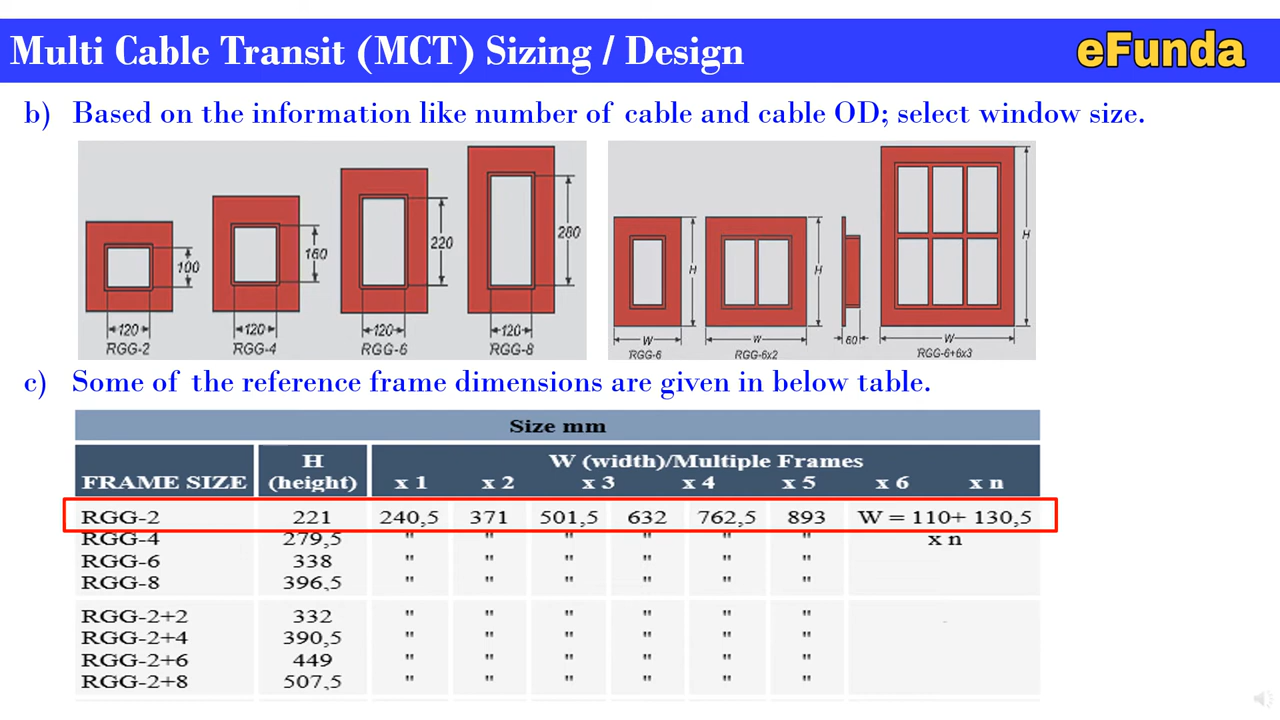 Multi Cable Transit (MCT) Sizing / Design
eFunda
b) Based on the information like number of cable and cable OD; select window size.
100
120
RGG-2
160
120
RGG-4
220
120
RGG-6
280
120
RGG-8
H
W
RGG-6
H
W
RGG-6x2
60
H
W
RGG-6+6x3
c) Some of the reference frame dimensions are given in below table.
Size mm
FRAME SIZE H (height) W (width)/Multiple Frames
x 1 x 2 x 3 x 4 x 5 x 6 x n
RGG-2 221 240,5 371 501,5 632 762,5 893 W = 110+ 130,5
RGG-4 279,5 " " " " " " x n
RGG-6 338 " " " " " "
RGG-8 396,5 " " " " " "
RGG-2+2 332 " " " " " "
RGG-2+4 390,5 " " " " " "
RGG-2+6 449 " " " " " "
RGG-2+8 507,5 " " " " " "